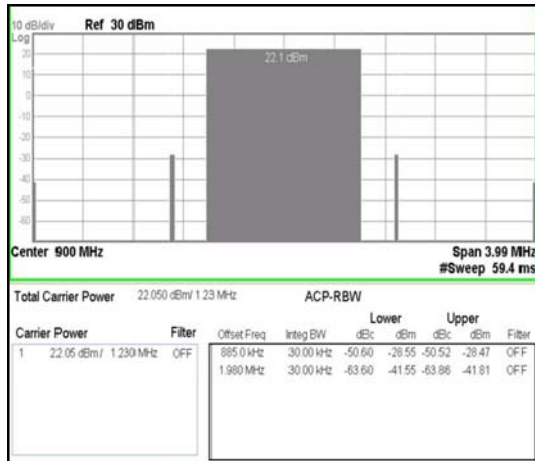 10 dB/div Ref 30 dBm
Log
22.1 dBm
20
10
0
-10
-20
-30
-40
-50
-60
Center 900 MHz Span 3.99 MHz
#Sweep 59.4 ms
Total Carrier Power 22.050 dBm/ 1.23 MHz ACP-RBW
Lower Upper
Carrier Power Filter Offset Freq Integ BW dBc dBm dBc dBm Filter
1 22.05 dBm / 1.230 MHz OFF 885.0 kHz 30.00 kHz -50.60 -28.55 -50.52 -28.47 OFF
1.980 MHz 30.00 kHz -63.60 -41.55 -63.86 -41.81 OFF